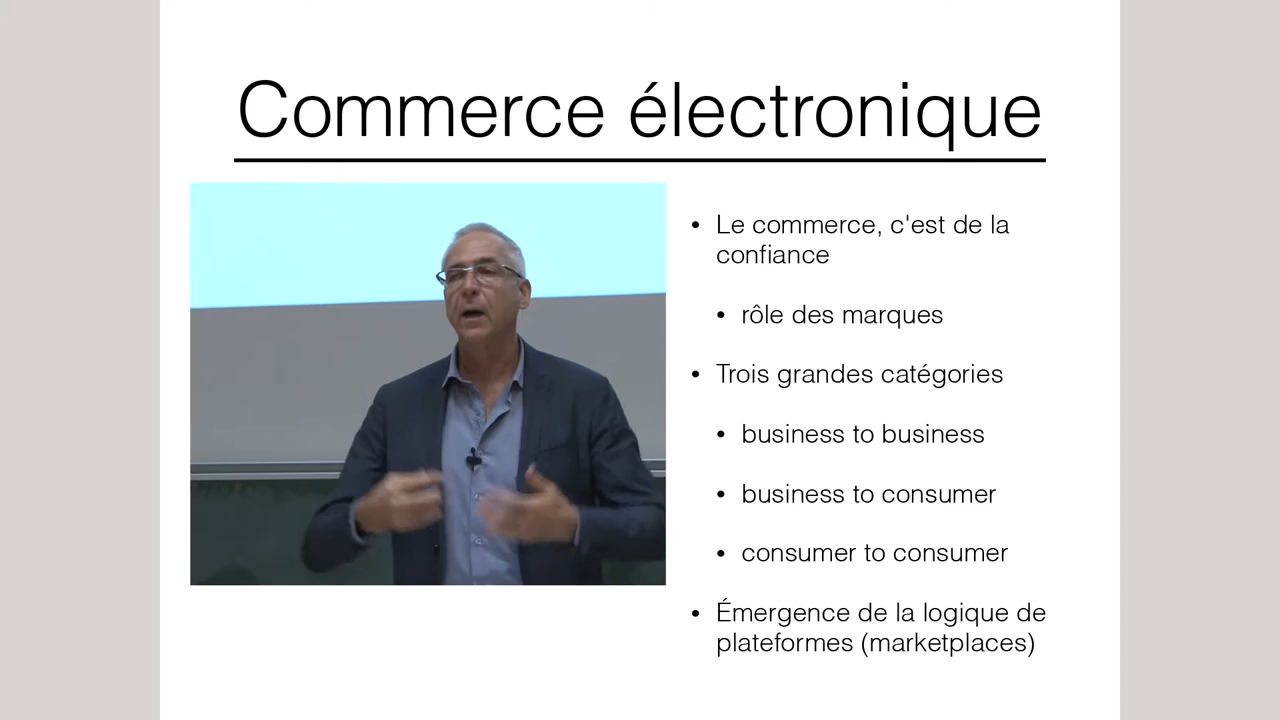 Commerce électronique
• Le commerce, c'est de la
confiance
• rôle des marques
• Trois grandes catégories
• business to business
• business to consumer
• consumer to consumer
• Émergence de la logique de
plateformes (marketplaces)